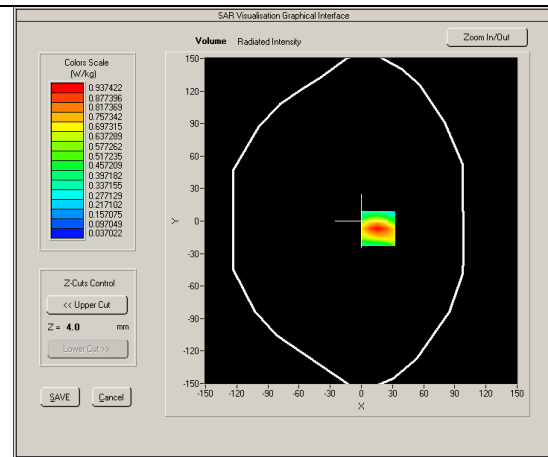 SAR Visualisation Graphical Interface
Volume Radiated Intensity
Zoom In/Out
Colors Scale
(W/kg)
0.937422
0.877396
0.817369
0.757342
0.697315
0.637289
0.577262
0.517235
0.457209
0.397182
0.337155
0.277129
0.217102
0.157075
0.097049
0.037022
Z-Cuts Control
<< Upper Cut
Z = 4.0 mm
Lower Cut >>
SAVE Cancel
150
120
90
60
30
0
-30
-60
-90
-120
-150
Y
-150 -120 -90 -60 -30 0 30 60 90 120 150
X